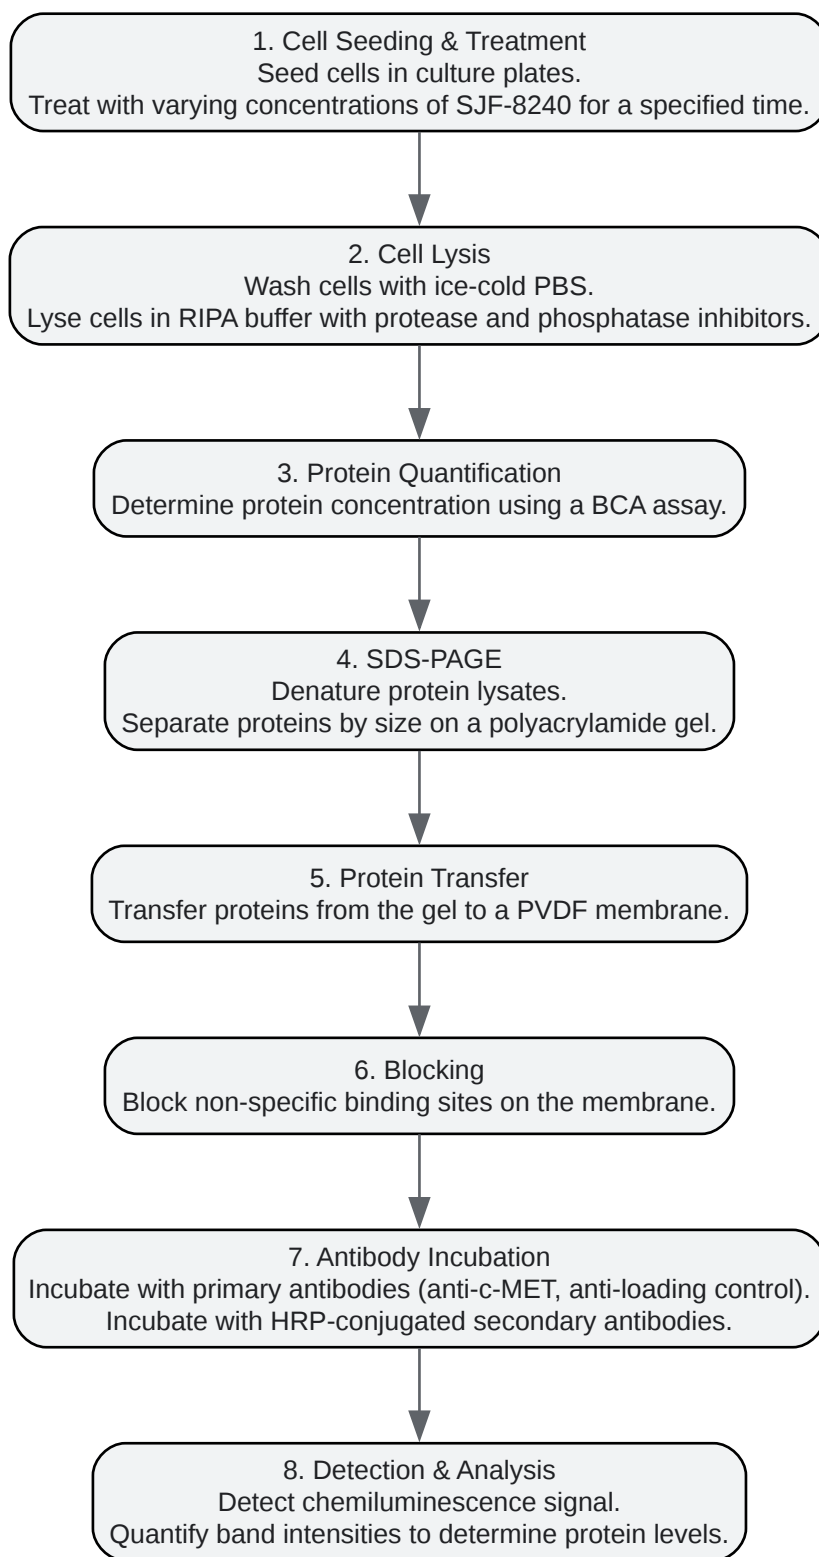 1. Cell Seeding & Treatment
Seed cells in culture plates.
Treat with varying concentrations of SJF-8240 for a specified time.
2. Cell Lysis
Wash cells with ice-cold PBS.
Lyse cells in RIPA buffer with protease and phosphatase inhibitors.
3. Protein Quantification
Determine protein concentration using a BCA assay.
4. SDS-PAGE
Denature protein lysates.
Separate proteins by size on a polyacrylamide gel.
5. Protein Transfer
Transfer proteins from the gel to a PVDF membrane.
6. Blocking
Block non-specific binding sites on the membrane.
7. Antibody Incubation
Incubate with primary antibodies (anti-c-MET, anti-loading control).
Incubate with HRP-conjugated secondary antibodies.
8. Detection & Analysis
Detect chemiluminescence signal.
Quantify band intensities to determine protein levels.